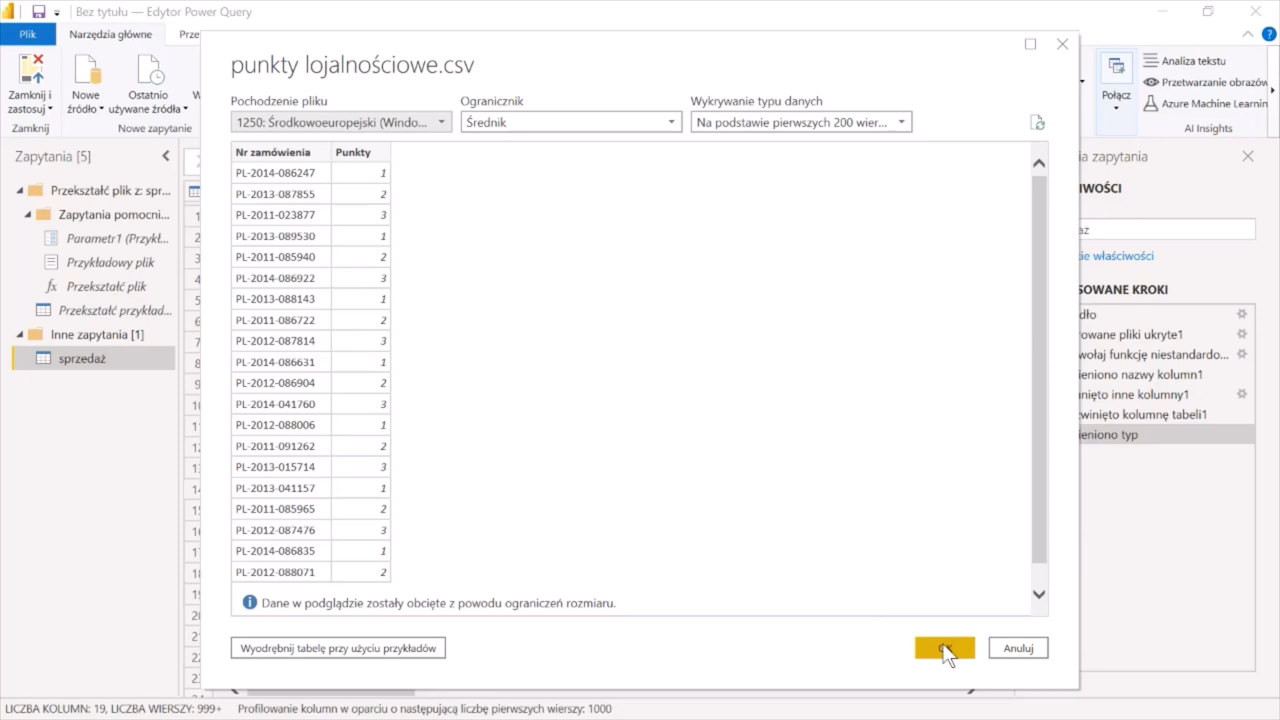 Bez tytułu — Edytor Power Query
Plik
Narzędzia główne
Zamknij i
zastosuj
Nowe
źródło
Ostatnio
używane źródła
Zamknij
Nowe zapytanie
Połącz
Analiza tekstu
Przetwarzanie obrazów
Azure Machine Learnin
AI Insights
Zapytania [5]
Przekształć plik z: spr...
Zapytania pomocni...
Parametr1 (Przykł...
Przykładowy plik
fx Przekształć plik
Przekształć przykład...
Inne zapytania [1]
sprzedaż
punkty lojalnościowe.csv
Pochodzenie pliku
Ogranicznik
Wykrywanie typu danych
1250: Środkowoeuropejski (Windo...
Średnik
Na podstawie pierwszych 200 wier...
Nr zamówienia Punkty
PL-2014-086247 1
PL-2013-087855 2
PL-2011-023877 3
PL-2013-089530 1
PL-2011-085940 2
PL-2014-086922 3
PL-2013-088143 1
PL-2011-086722 2
PL-2012-087814 3
PL-2014-086631 1
PL-2012-086904 2
PL-2014-041760 3
PL-2012-088006 1
PL-2011-091262 2
PL-2013-015714 3
PL-2013-041157 1
PL-2011-085965 2
PL-2012-087476 3
PL-2014-086835 1
PL-2012-088071 2
Dane w podglądzie zostały obcięte z powodu ograniczeń rozmiaru.
Wyodrębnij tabelę przy użyciu przykładów
Anuluj
ia zapytania
IWOŚCI
az
kie właściwości
SOWANE KROKI
dło
rowane pliki ukryte1
wołaj funkcję niestandardo...
ieniono nazwy kolumn1
nięto inne kolumny1
zwinięto kolumnę tabeli1
ieniono typ
LICZBA KOLUMN: 19, LICZBA WIERSZY: 999+
Profilowanie kolumn w oparciu o następującą liczbę pierwszych wierszy: 1000